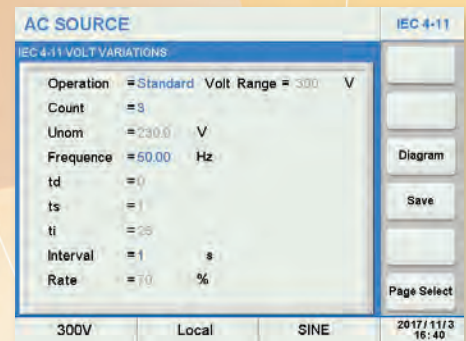 AC SOURCE
IEC 4-11
IEC 4-11 VOLT VARIATIONS
Operation =Standard Volt Range = 300 V
Count =3
Unom =230.0 V
Frequence =50.00 Hz
td =0
ts =1
ti =25
Interval =1 s
Rate =70 %
Diagram
Save
Page Select
300V Local SINE 2017/11/3
16:40